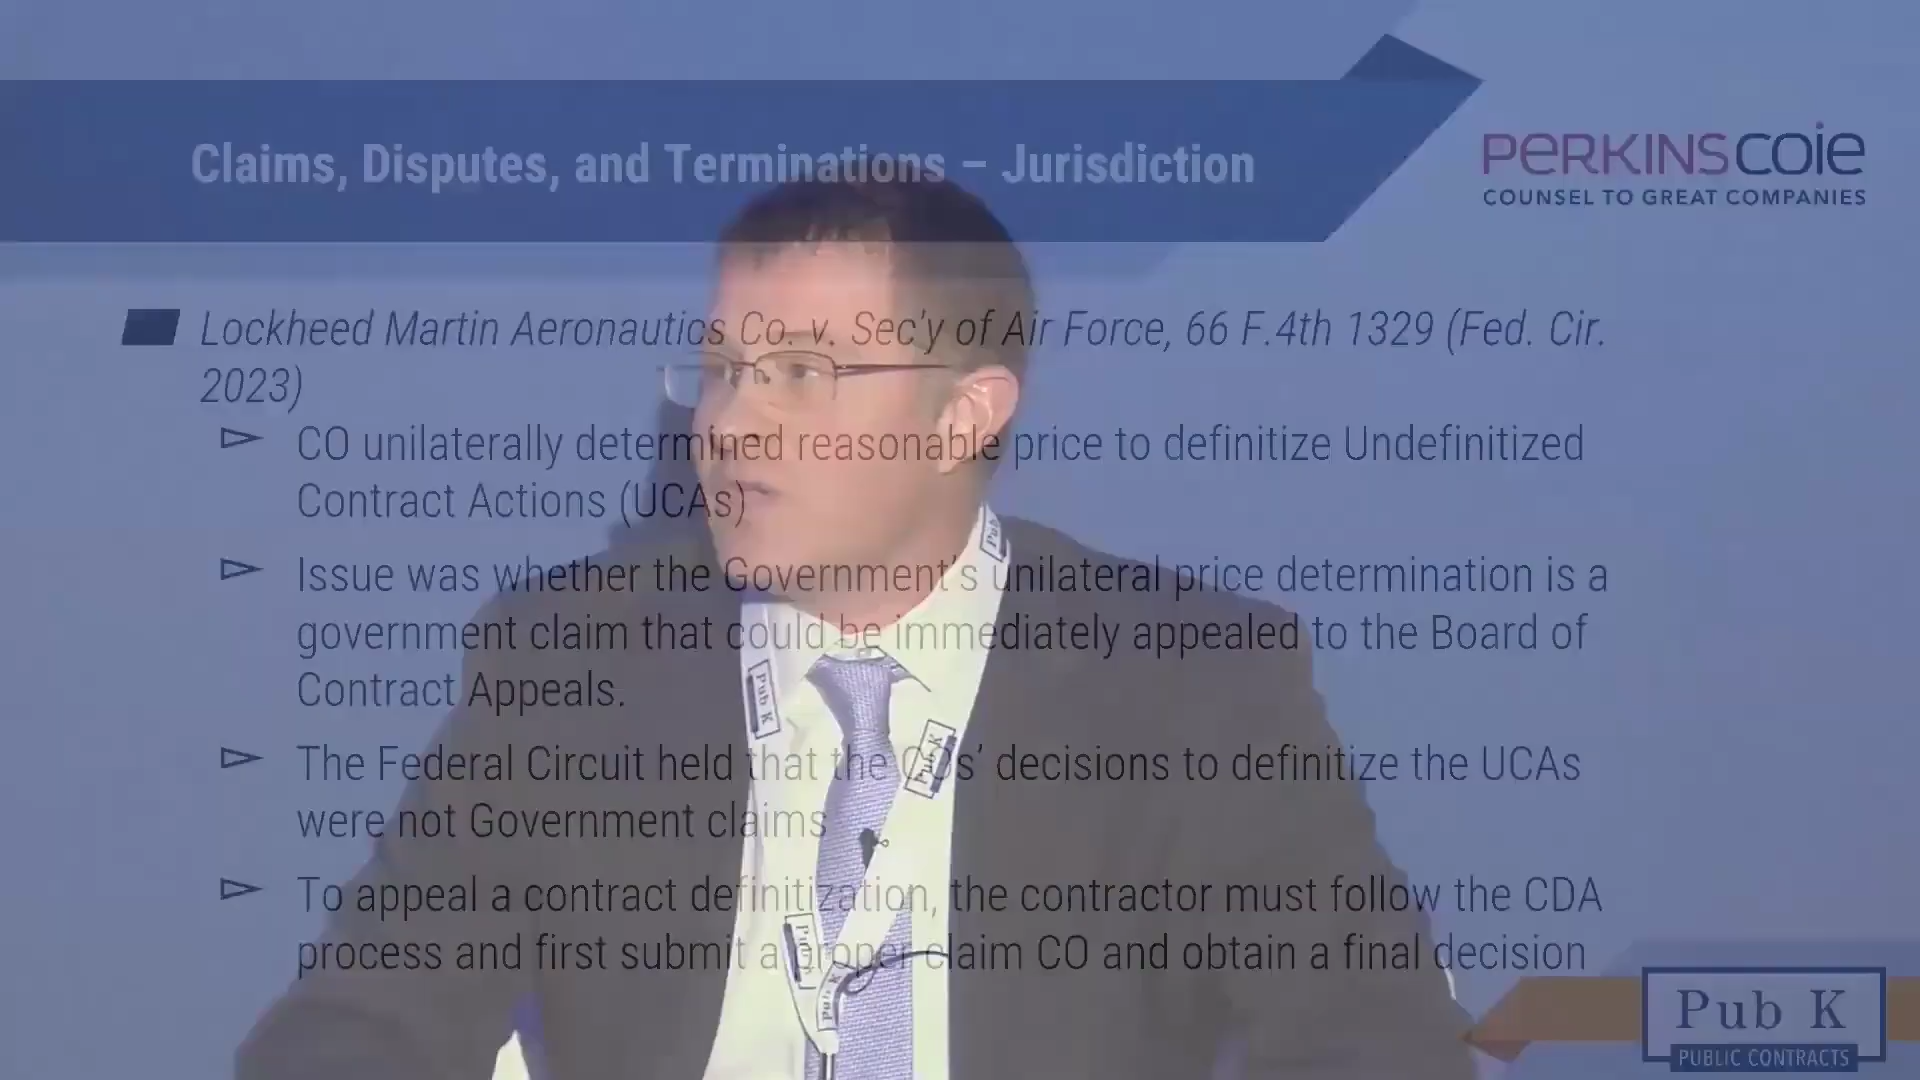 Claims, Disputes, and Terminations – Jurisdiction
PERKINSCOIE
COUNSEL TO GREAT COMPANIES
Lockheed Martin Aeronautics Co. v. Sec'y of Air Force, 66 F.4th 1329 (Fed. Cir.
2023)
CO unilaterally determined reasonable price to definitize Undefinitized
Contract Actions (UCAs)
Issue was whether the Government's unilateral price determination is a
government claim that could be immediately appealed to the Board of
Contract Appeals.
The Federal Circuit held that the COs' decisions to definitize the UCAs
were not Government claims
To appeal a contract definitization, the contractor must follow the CDA
process and first submit a proper claim CO and obtain a final decision
Pub K
Pub K
Pub K
Pub K
Pub K
Pub K
PUBLIC CONTRACTS